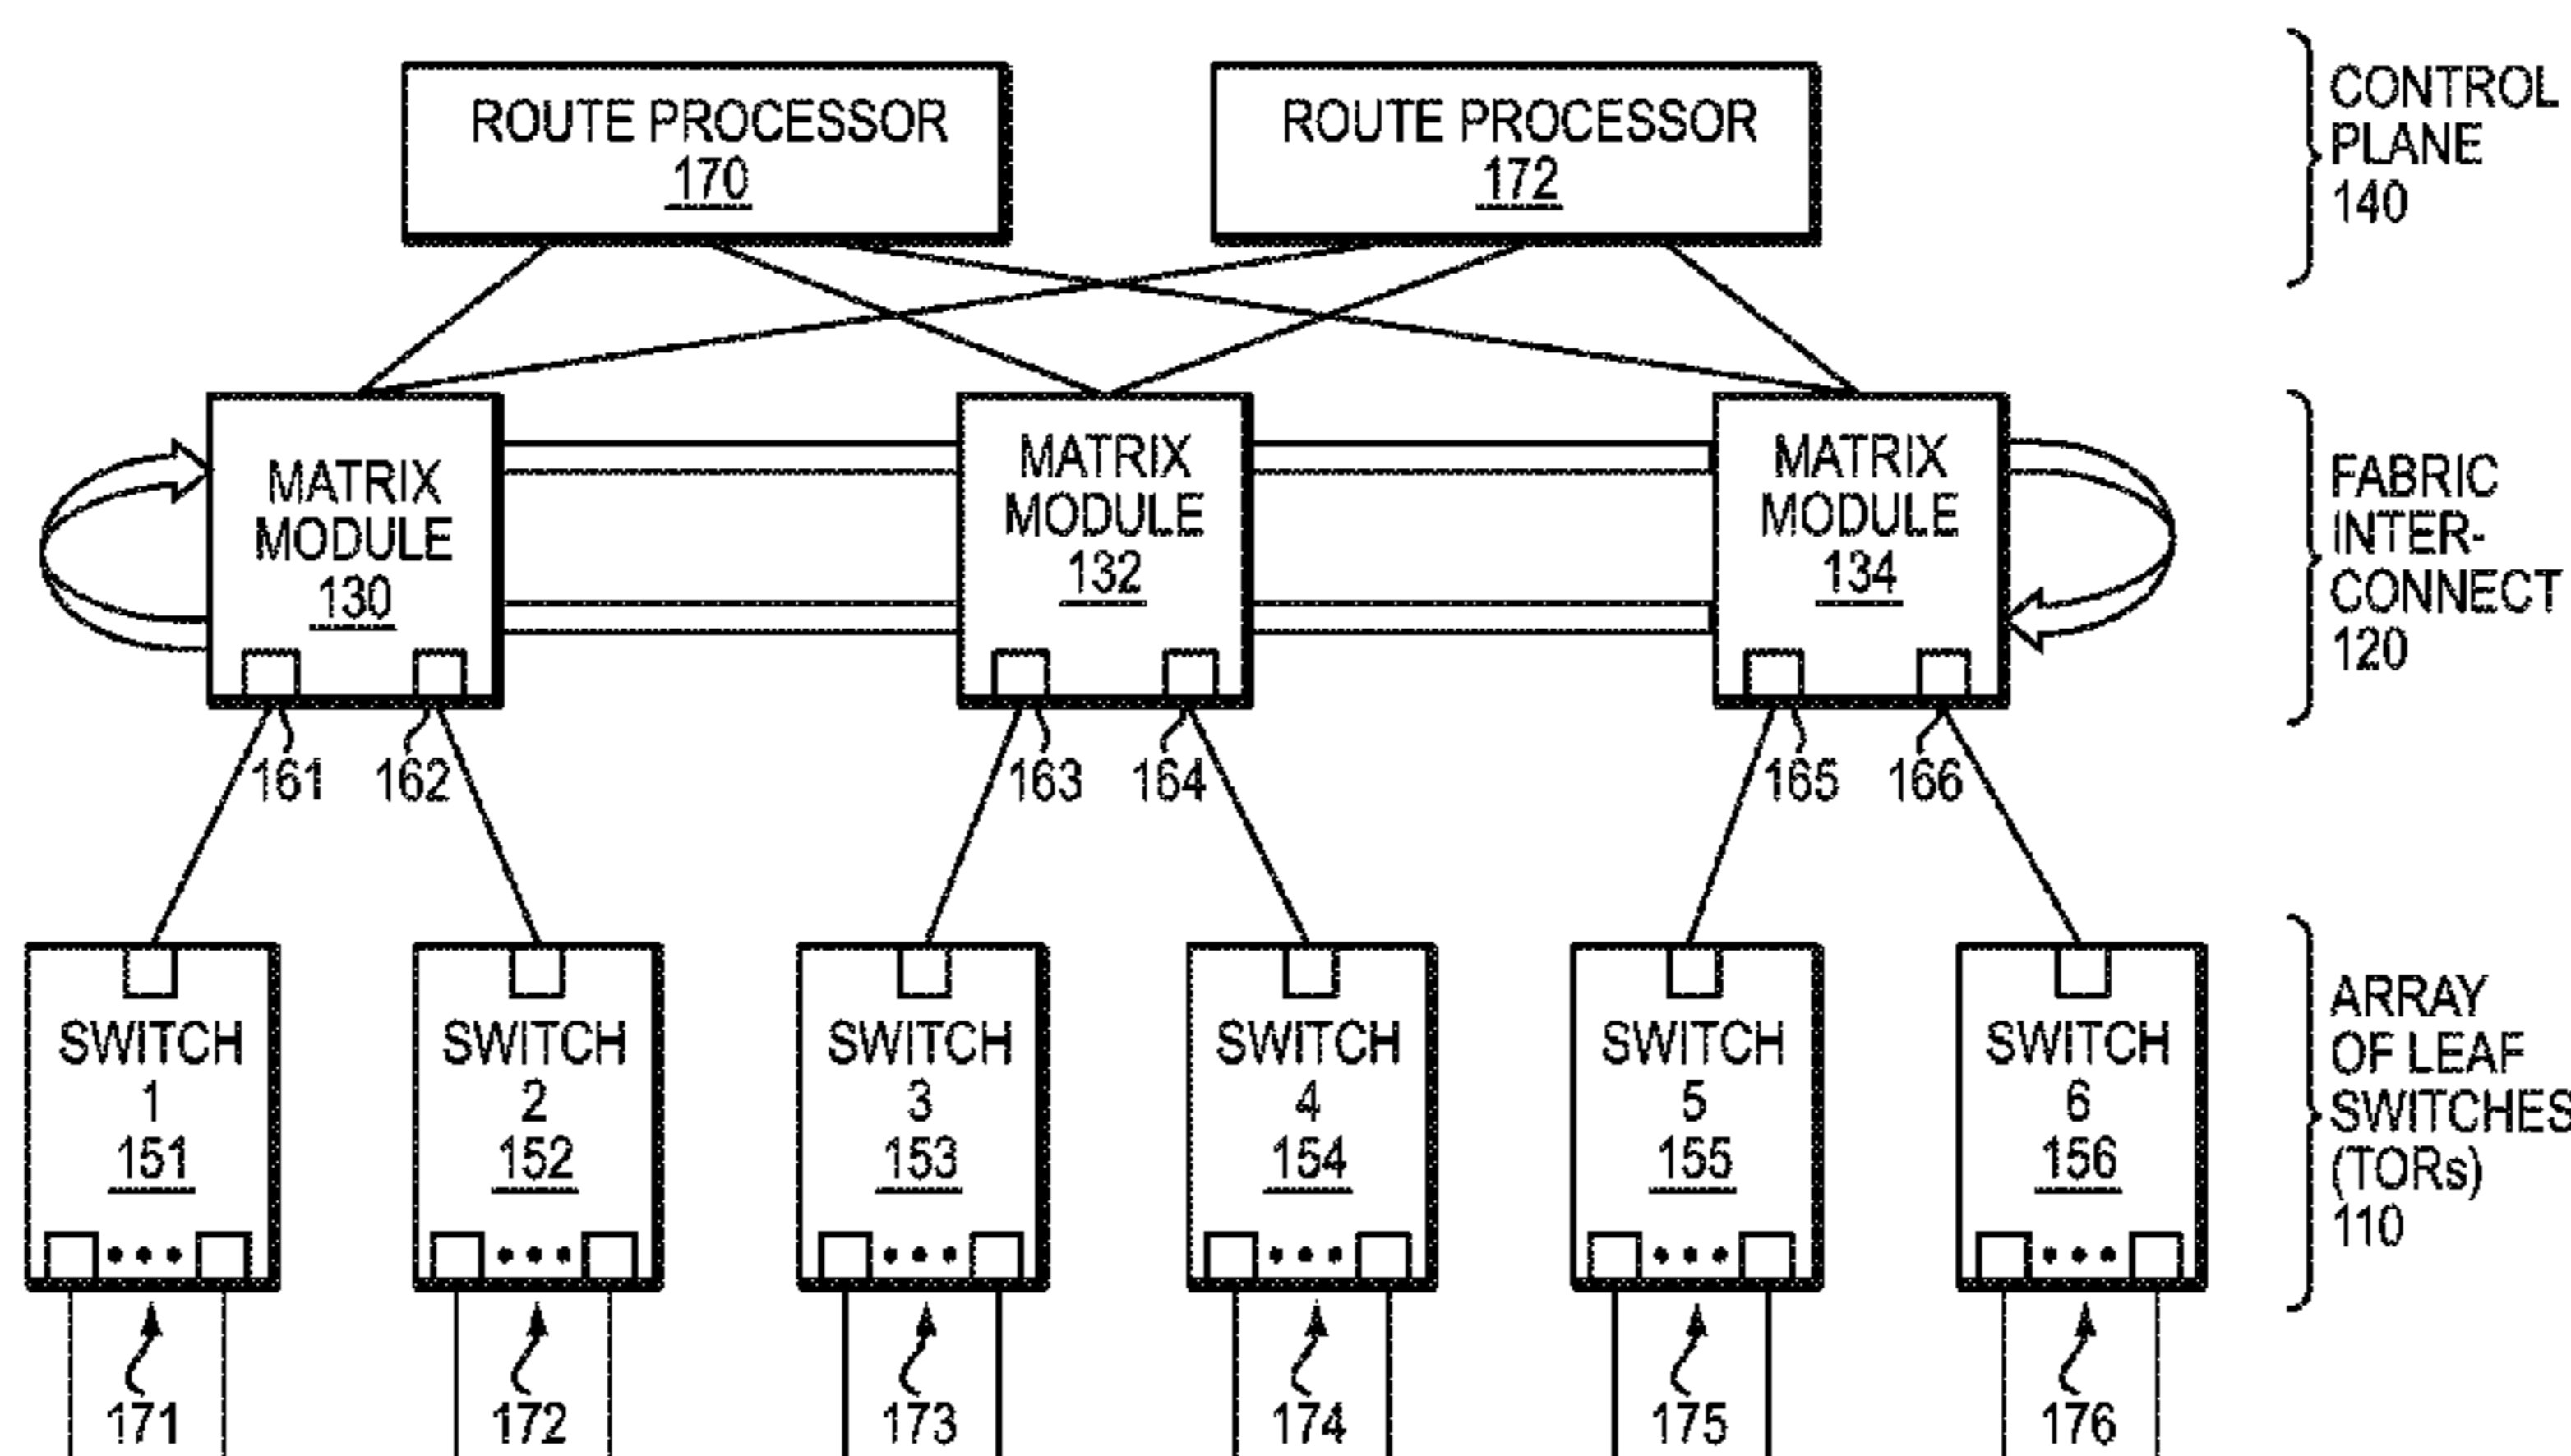 ROUTE PROCESSOR
170
ROUTE PROCESSOR
172
CONTROL
PLANE
140
MATRIX
MODULE
130
MATRIX
MODULE
132
MATRIX
MODULE
134
FABRIC
INTER-
CONNECT
120
161
162
163
164
165
166
SWITCH
1
151
SWITCH
2
152
SWITCH
3
153
SWITCH
4
154
SWITCH
5
155
SWITCH
6
156
ARRAY
OF LEAF
SWITCHES
(TORs)
110
171
172
173
174
175
176